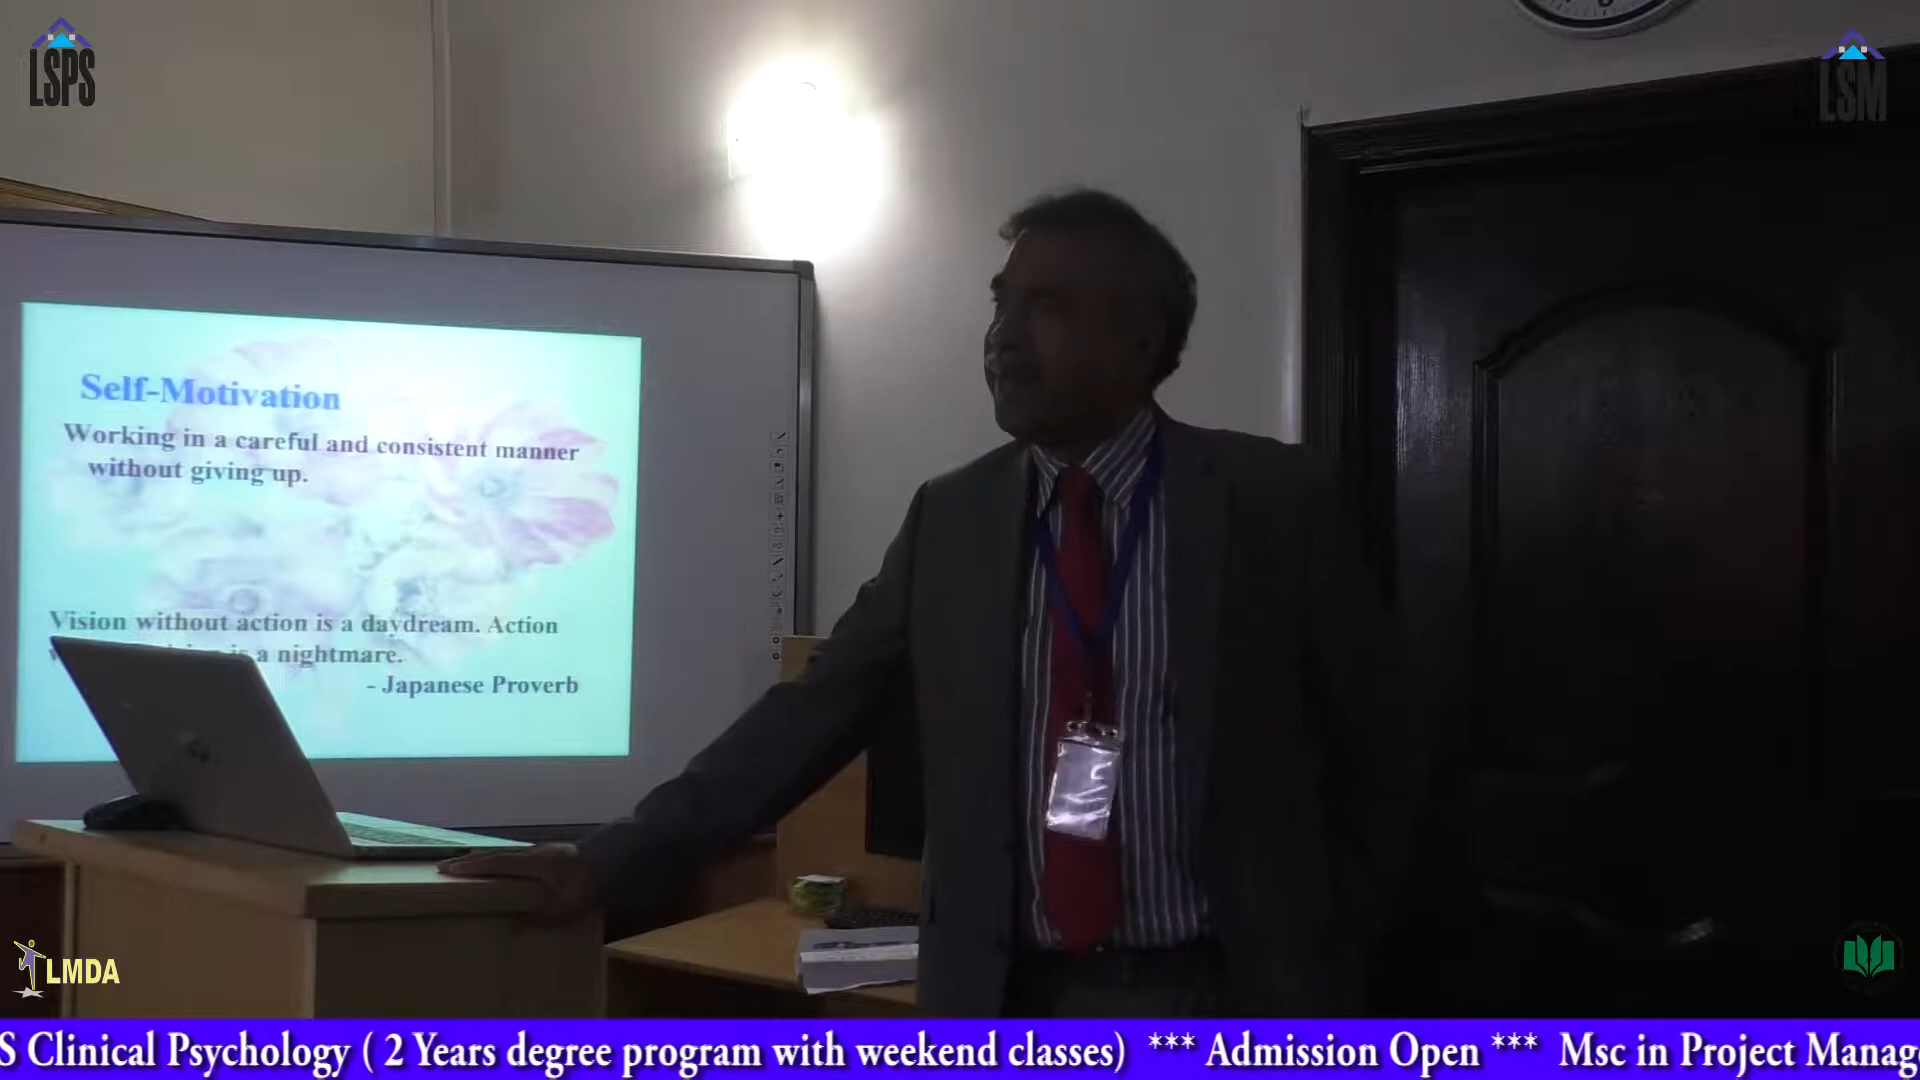 LSPS
LSM
Self-Motivation
Working in a careful and consistent manner
without giving up.
Vision without action is a daydream. Action
is a nightmare.
- Japanese Proverb
LMDA
S Clinical Psychology ( 2 Years degree program with weekend classes) *** Admission Open *** Msc in Project Manag